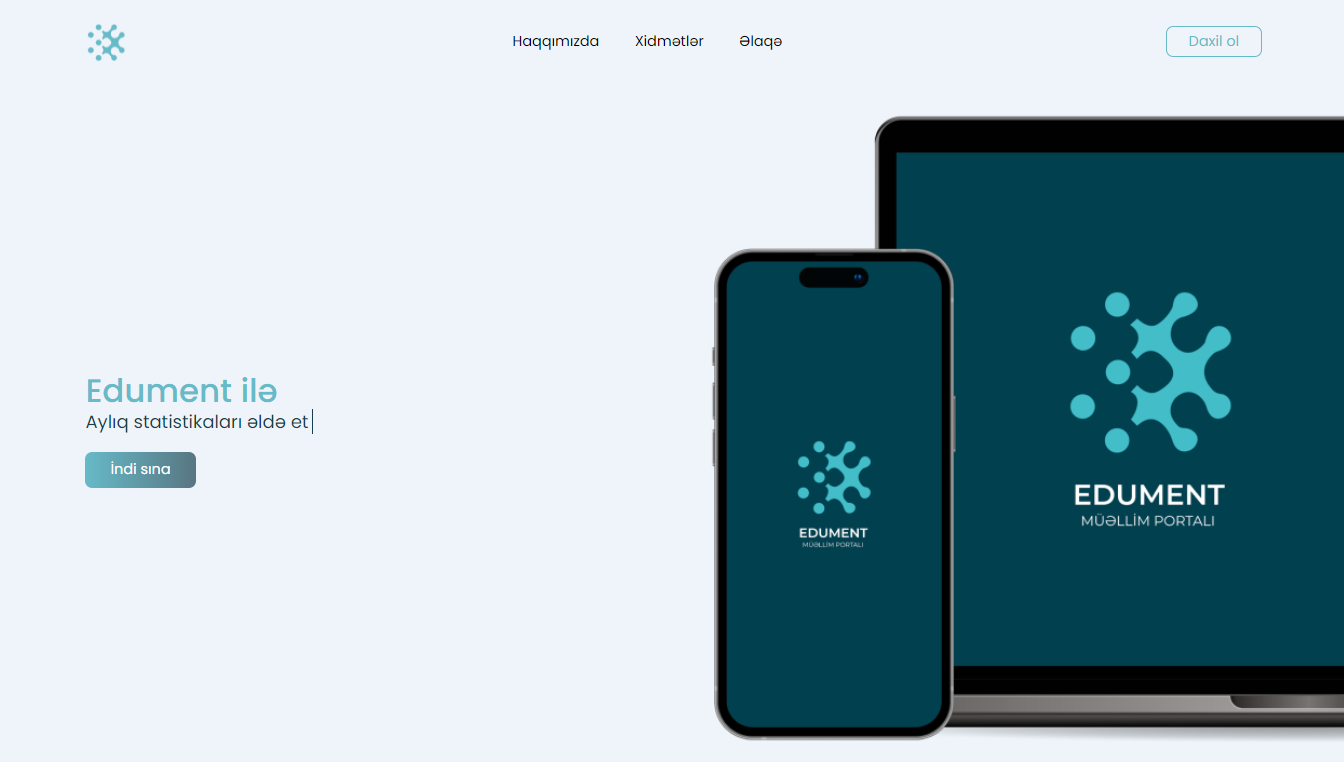 Haqqımızda Xidmətlər Əlaqə Daxil ol
Edument ilə
Aylıq statistikaları əldə et
İndi sına
EDUMENT
MÜƏLLİM PORTALI
EDUMENT
MÜƏLLİM PORTALI